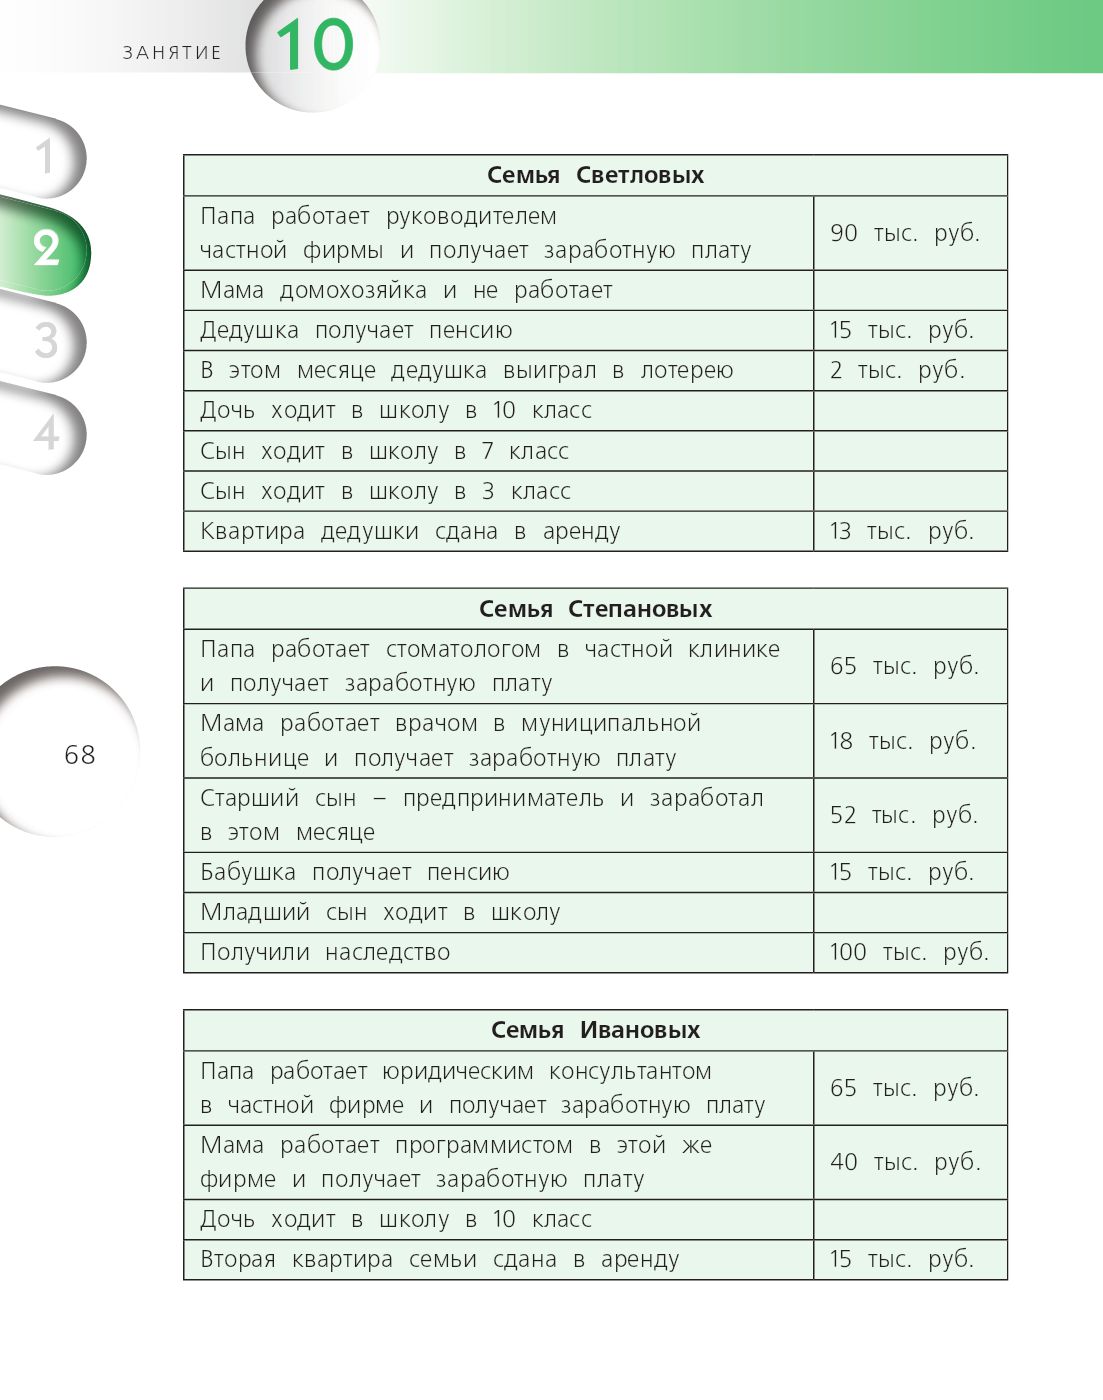 ЗАНЯТИЕ 10
1
2
3
4
Семья Светловых
Папа работает руководителем
частной фирмы и получает заработную плату
90 тыс. руб.
Мама домохозяйка и не работает
Дедушка получает пенсию
15 тыс. руб.
В этом месяце дедушка выиграл в лотерею
2 тыс. руб.
Дочь ходит в школу в 10 класс
Сын ходит в школу в 7 класс
Сын ходит в школу в 3 класс
Квартира дедушки сдана в аренду
13 тыс. руб.
Семья Степановых
Папа работает стоматологом в частной клинике
и получает заработную плату
65 тыс. руб.
Мама работает врачом в муниципальной
больнице и получает заработную плату
18 тыс. руб.
Старший сын – предприниматель и заработал
в этом месяце
52 тыс. руб.
Бабушка получает пенсию
15 тыс. руб.
Младший сын ходит в школу
Получили наследство
100 тыс. руб.
68
Семья Ивановых
Папа работает юридическим консультантом
в частной фирме и получает заработную плату
65 тыс. руб.
Мама работает программистом в этой же
фирме и получает заработную плату
40 тыс. руб.
Дочь ходит в школу в 10 класс
Вторая квартира семьи сдана в аренду
15 тыс. руб.